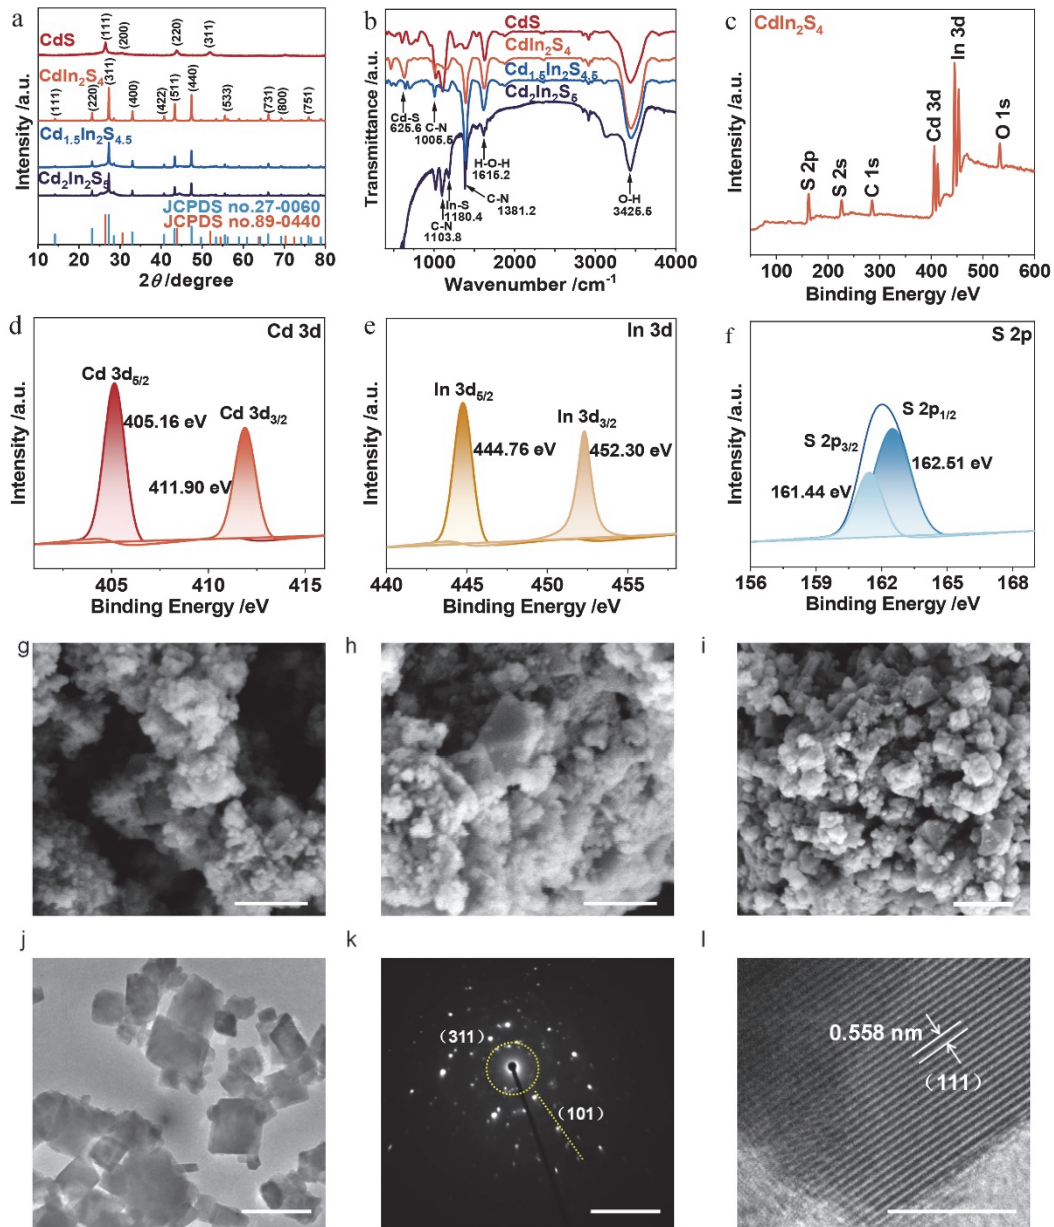 a
CdS
(111)
(200)
(220)
(311)
CdIn2S4
(111)
(220)
(311)
(400)
(422)
(511)
(440)
(533)
(731)
(800)
(751)
Cd1.5In2S4.5
Cd2In2S5
JCPDS no.27-0060
JCPDS no.89-0440
Intensity /a.u.
10 20 30 40 50 60 70 80
2θ /degree
b
CdS
CdIn2S4
Cd1.5In2S4.5
Cd2In2S5
Cd-S
625.6
C-N
1005.5
H-O-H
1616.2
In-S
1180.4
C-N
1381.2
C-N
1103.8
O-H
3426.5
Transmittance /a.u.
1000 2000 3000 4000
Wavenumber /cm-1
c
CdIn2S4
S 2p
S 2s
C 1s
Cd 3d
In 3d
O 1s
Intensity /a.u.
100 200 300 400 500 600
Binding Energy /eV
d
Cd 3d
Cd 3d5/2
405.16 eV
Cd 3d3/2
411.90 eV
Intensity /a.u.
405 410 415
Binding Energy /eV
e
In 3d
In 3d5/2
444.76 eV
In 3d3/2
452.30 eV
Intensity /a.u.
440 445 450 455
Binding Energy /eV
f
S 2p
S 2p1/2
S 2p3/2
162.51 eV
161.44 eV
Intensity /a.u.
156 159 162 165 168
Binding Energy /eV
g
h
i
j
k
(311)
(101)
l
0.558 nm
(111)